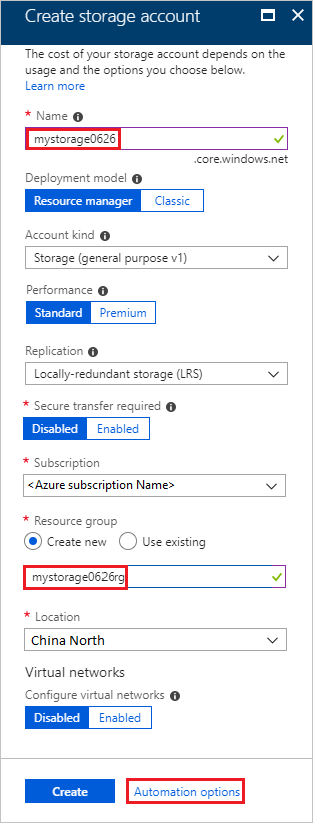 Create storage account
The cost of your storage account depends on the
usage and the options you choose below.
Learn more
* Name
mystorage0626
.core.windows.net
Deployment model
Resource manager Classic
Account kind
Storage (general purpose v1)
Performance
Standard Premium
Replication
Locally-redundant storage (LRS)
* Secure transfer required
Disabled Enabled
* Subscription
<Azure subscription Name>
* Resource group
Create new Use existing
mystorage0626rg
* Location
China North
Virtual networks
Configure virtual networks
Disabled Enabled
Create Automation options